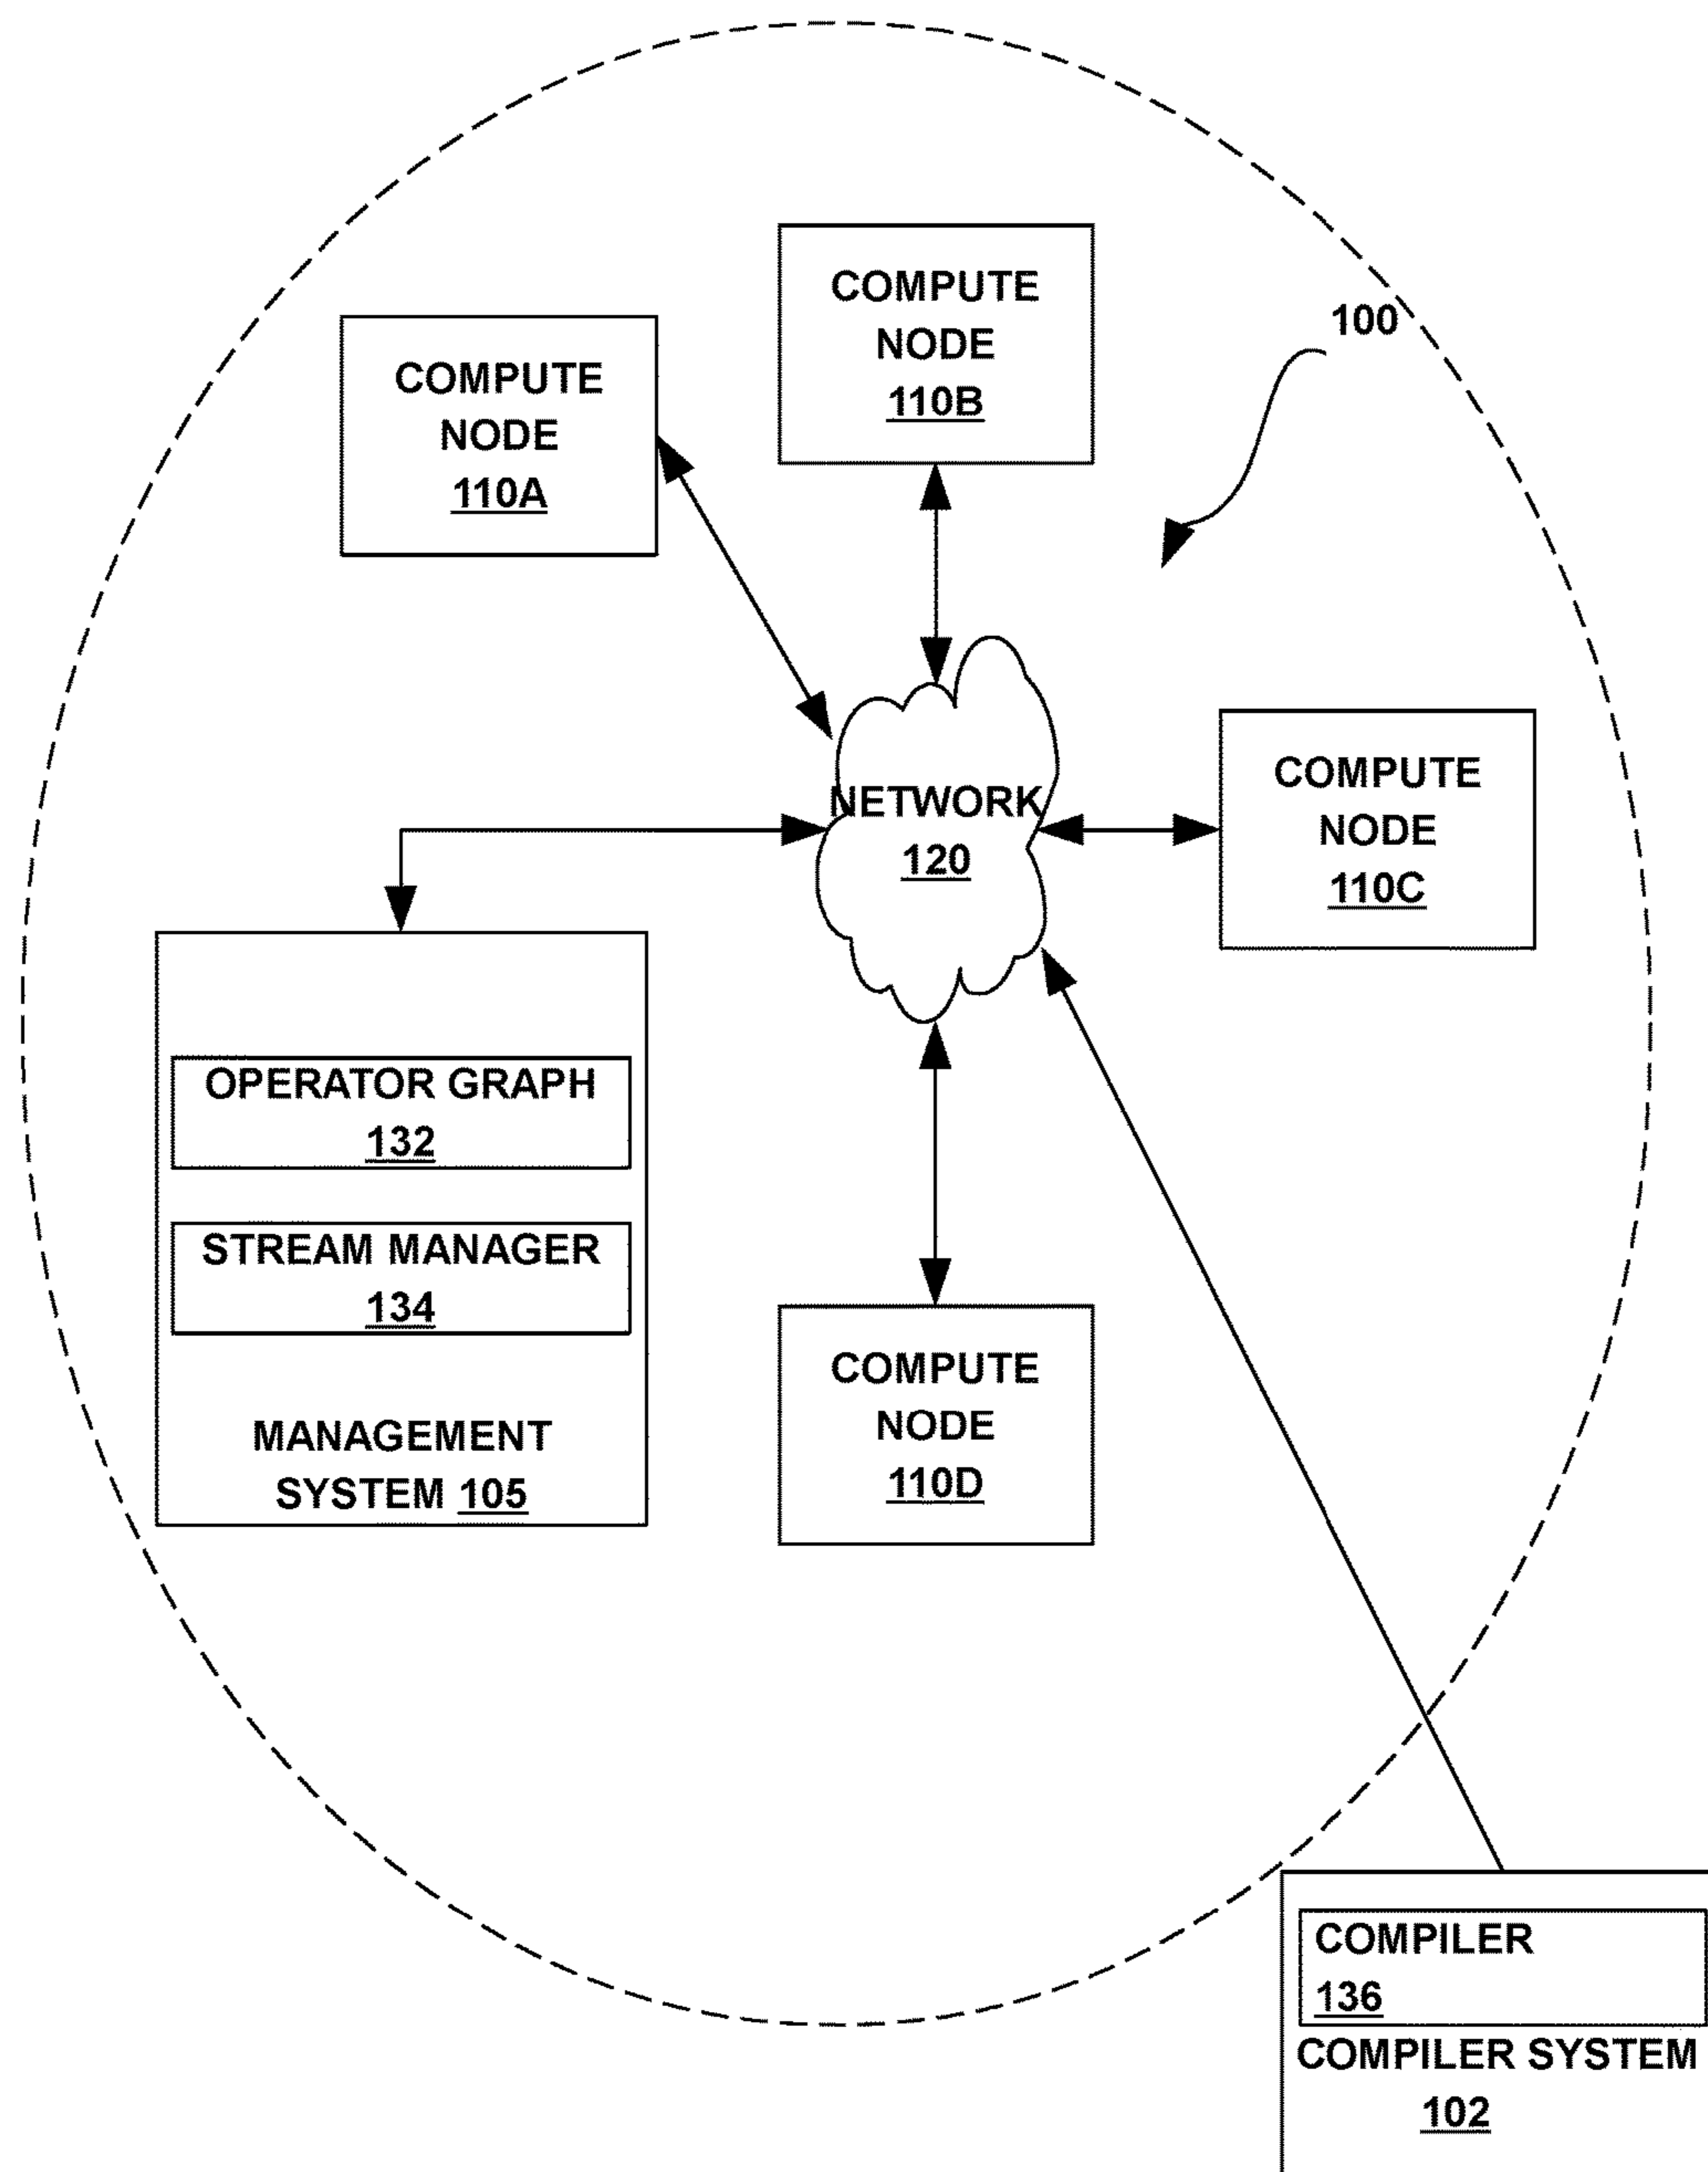 COMPUTE
NODE
110B
100
COMPUTE
NODE
110A
NETWORK
120
COMPUTE
NODE
110C
OPERATOR GRAPH
132
STREAM MANAGER
134
MANAGEMENT
SYSTEM 105
COMPUTE
NODE
110D
COMPILER
136
COMPILER SYSTEM
102